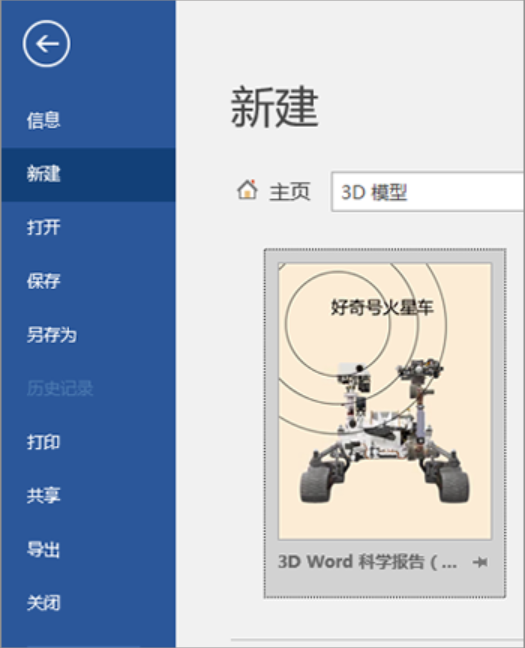 信息
新建
打开
保存
另存为
历史记录
打印
共享
导出
关闭
新建
主页
3D 模型
好奇号火星车
3D Word 科学报告 ( ...